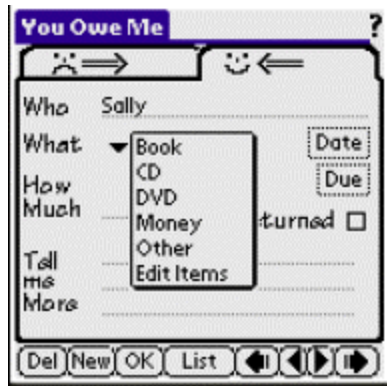 You Owe Me ?
Who Sally
What Book Date
CD Due
How DVD
Much Money turned
Other
Tell Edit Items
me
More
Del New OK List